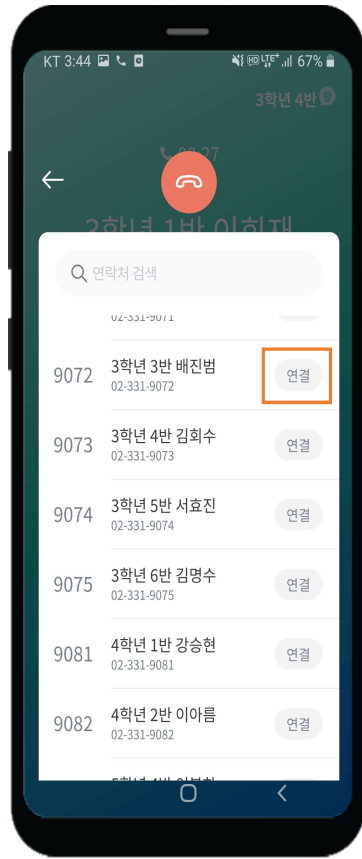 KT 3:44 67%
3학년 4반
08:27
3학년 1반 이희재
연락처 검색
02-331-9071
9072 3학년 3반 배진범 연결
02-331-9072
9073 3학년 4반 김회수 연결
02-331-9073
9074 3학년 5반 서효진 연결
02-331-9074
9075 3학년 6반 김명수 연결
02-331-9075
9081 4학년 1반 강승현 연결
02-331-9081
9082 4학년 2반 이아름 연결
02-331-9082